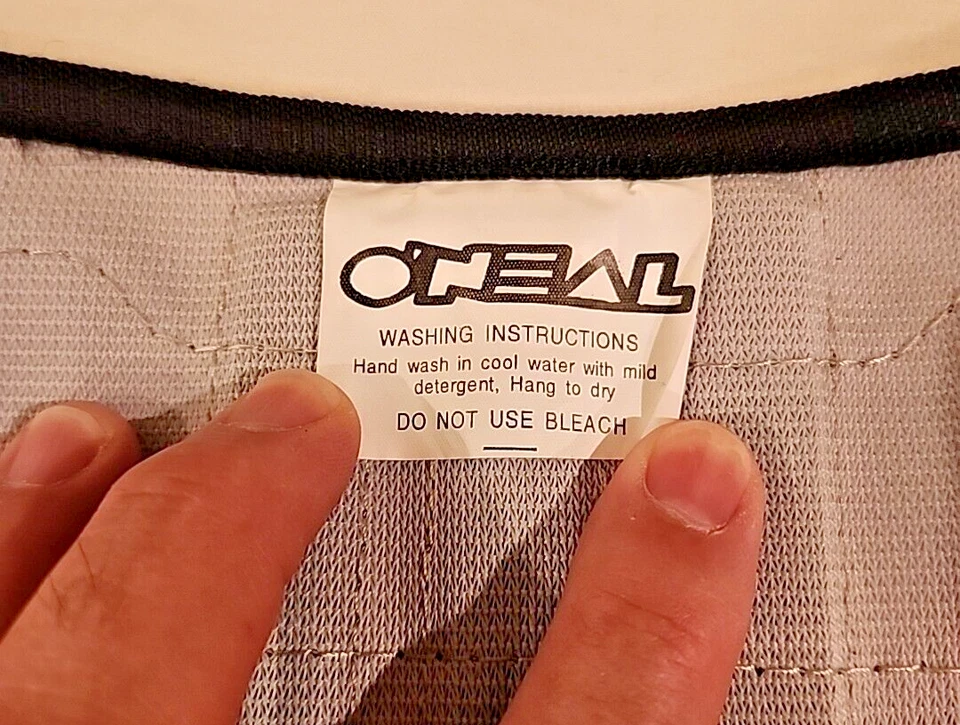 O'NEAL
WASHING INSTRUCTIONS
Hand wash in cool water with mild
detergent, Hang to dry
DO NOT USE BLEACH